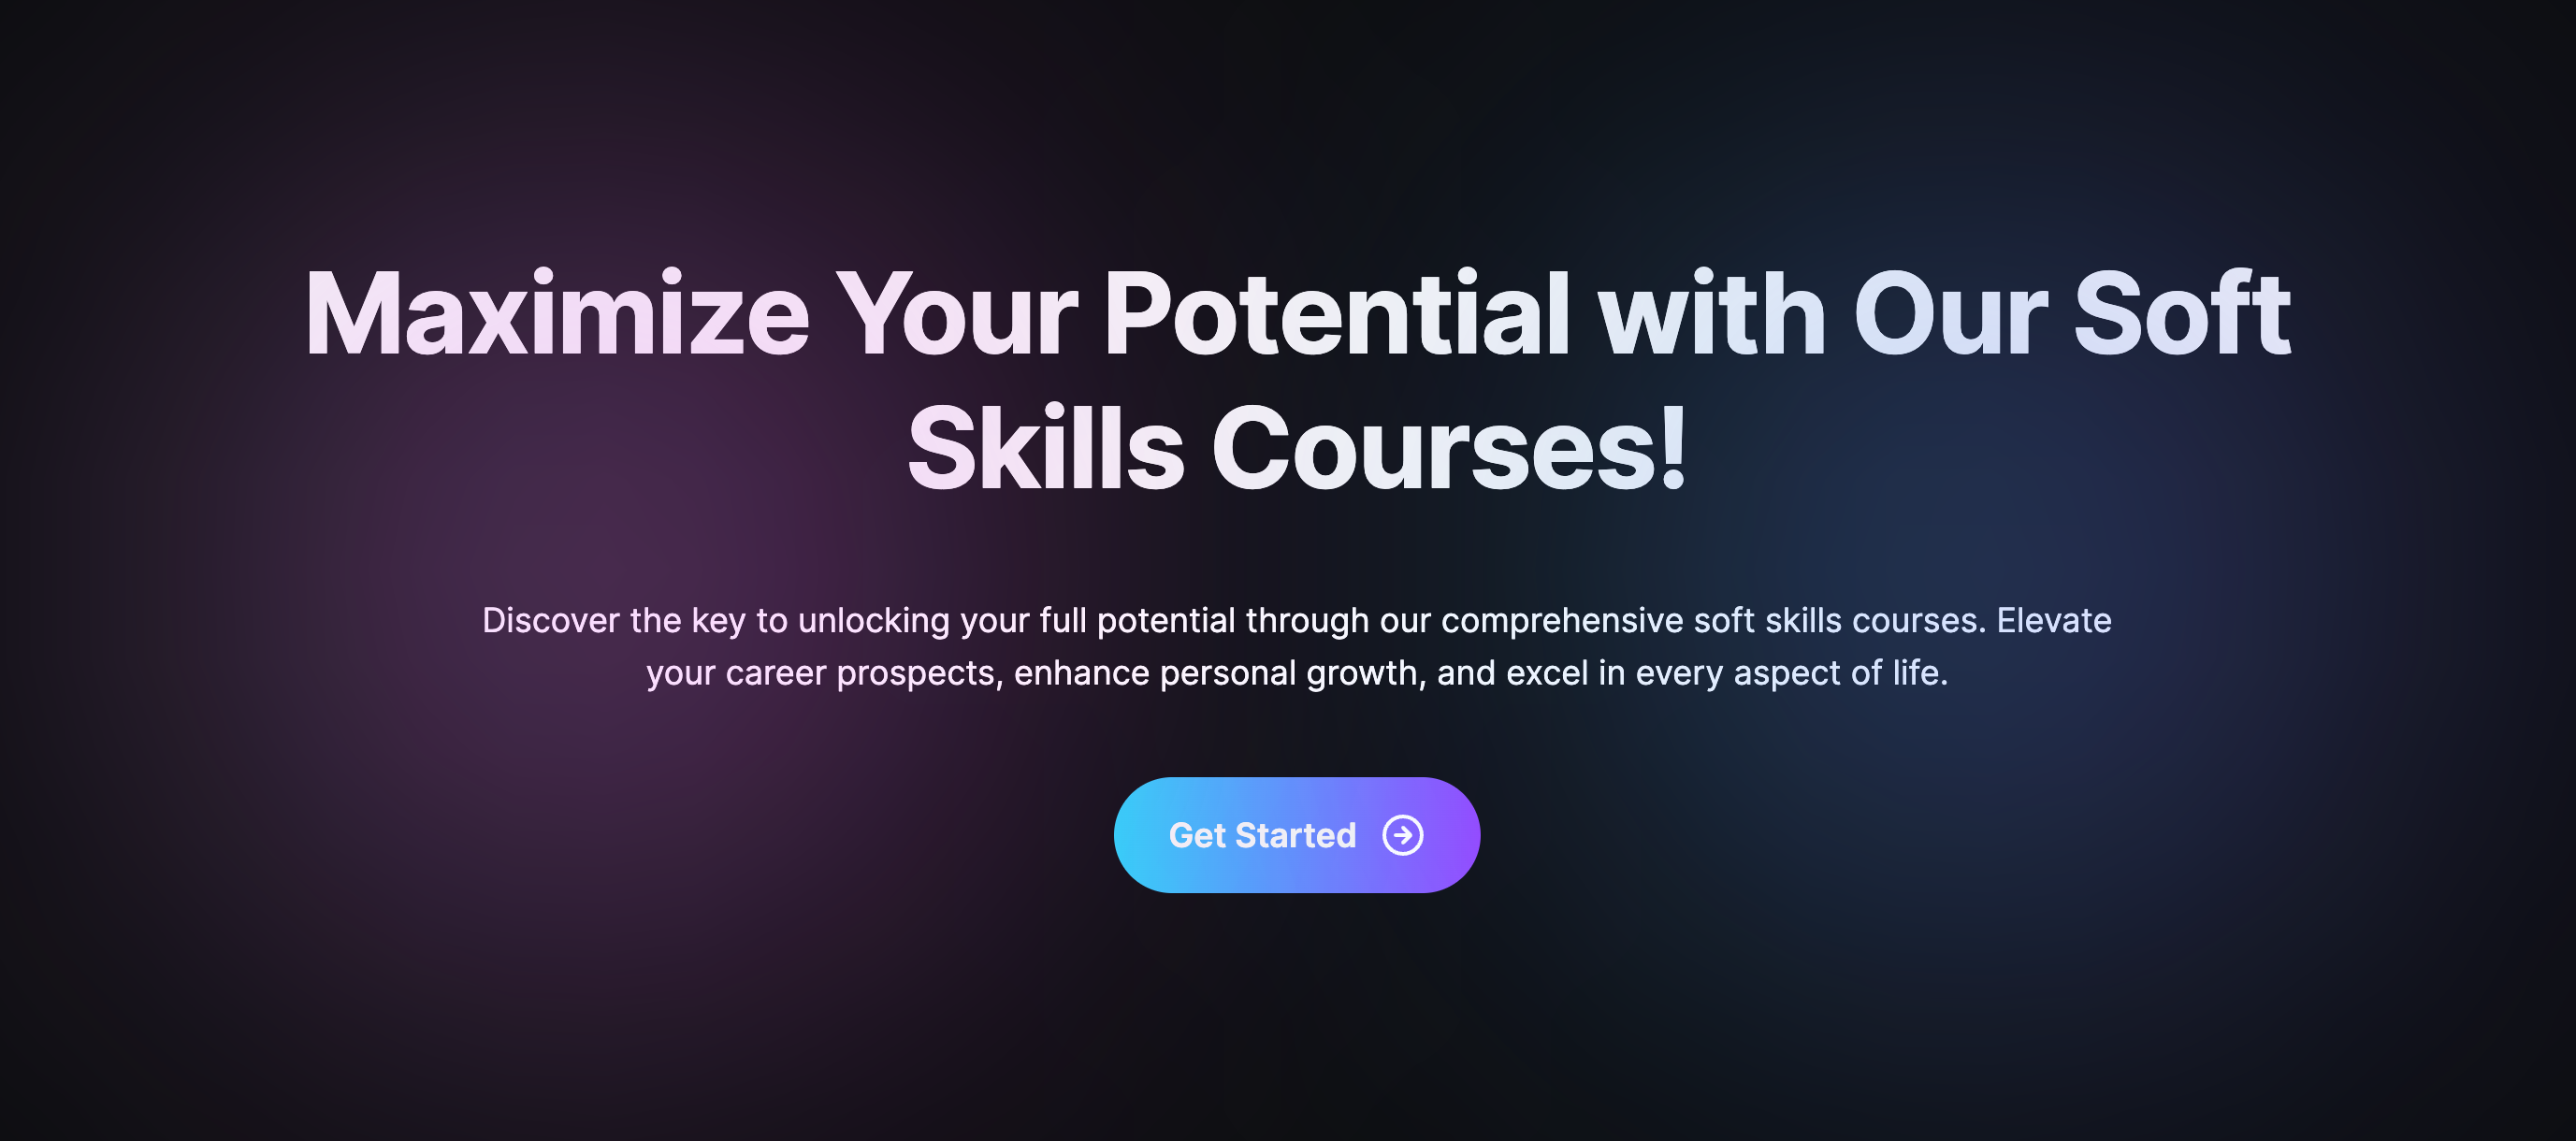 Maximize Your Potential with Our Soft
Skills Courses!
Discover the key to unlocking your full potential through our comprehensive soft skills courses. Elevate
your career prospects, enhance personal growth, and excel in every aspect of life.
Get Started